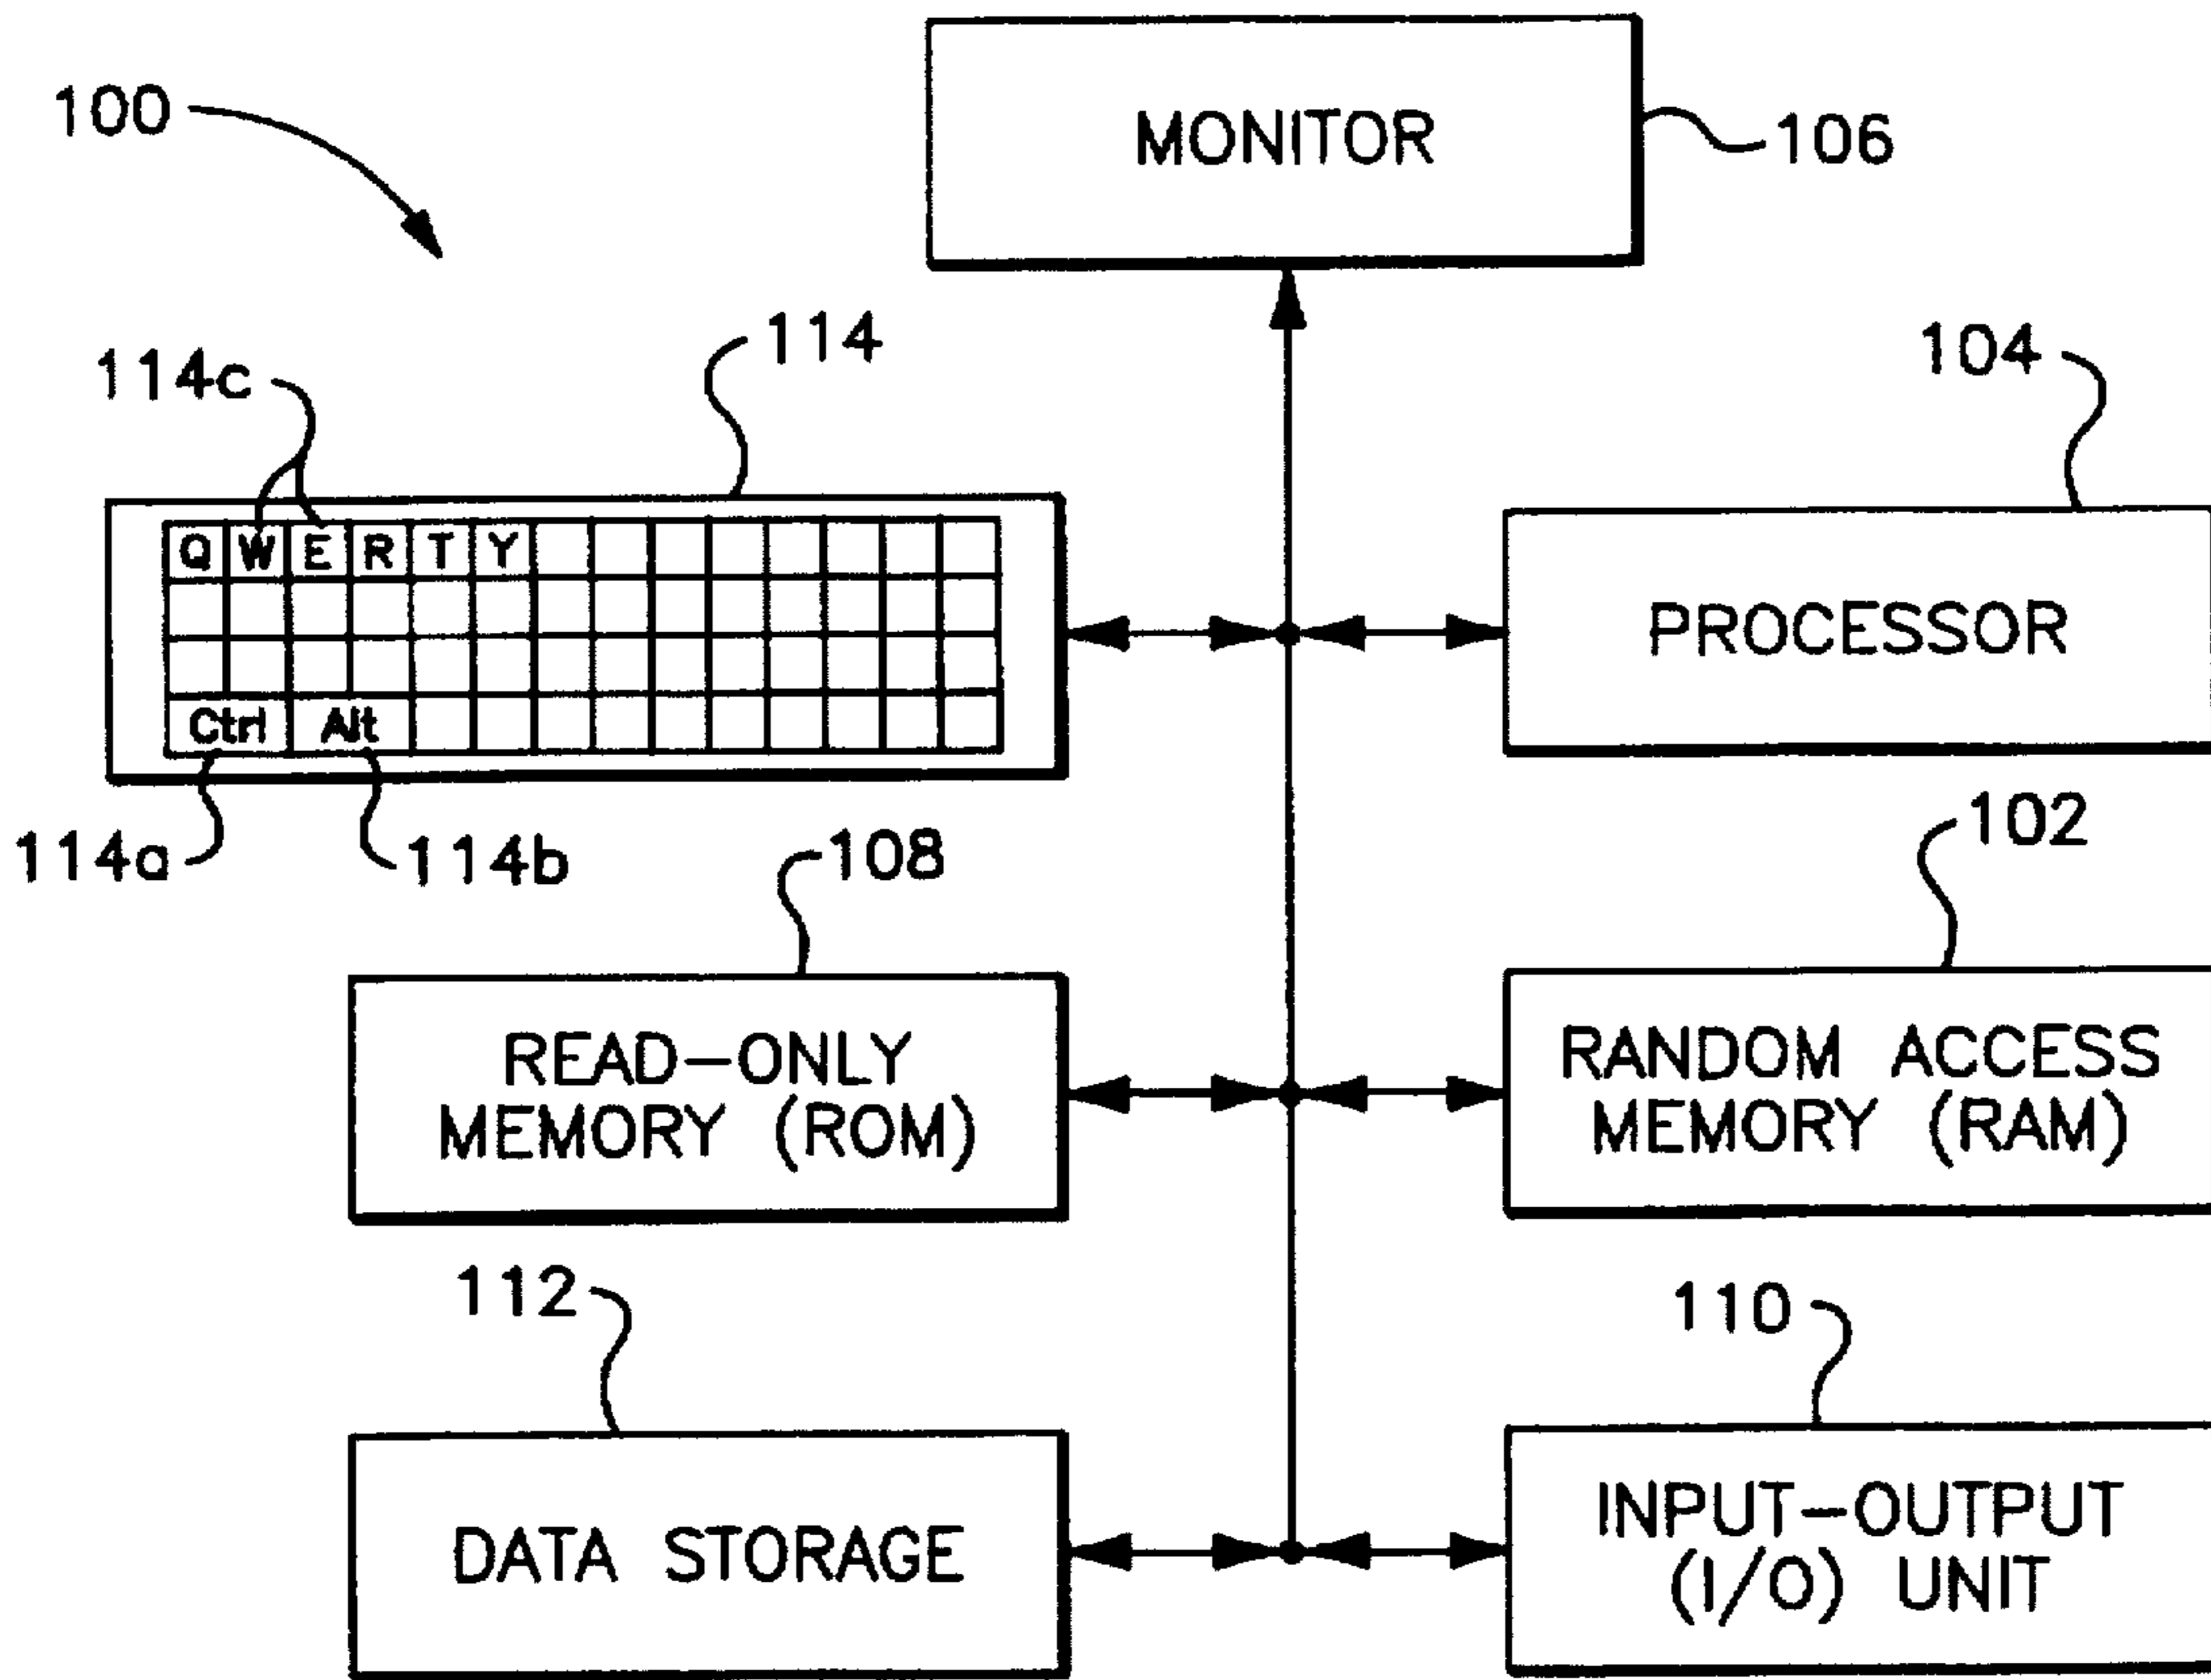 MONITOR
100
106
114
104
114c
Q W E R T Y
PROCESSOR
Ctrl Alt
102
114a
114b
108
READ-ONLY
MEMORY (ROM)
RANDOM ACCESS
MEMORY (RAM)
112
110
DATA STORAGE
INPUT-OUTPUT
(I/O) UNIT